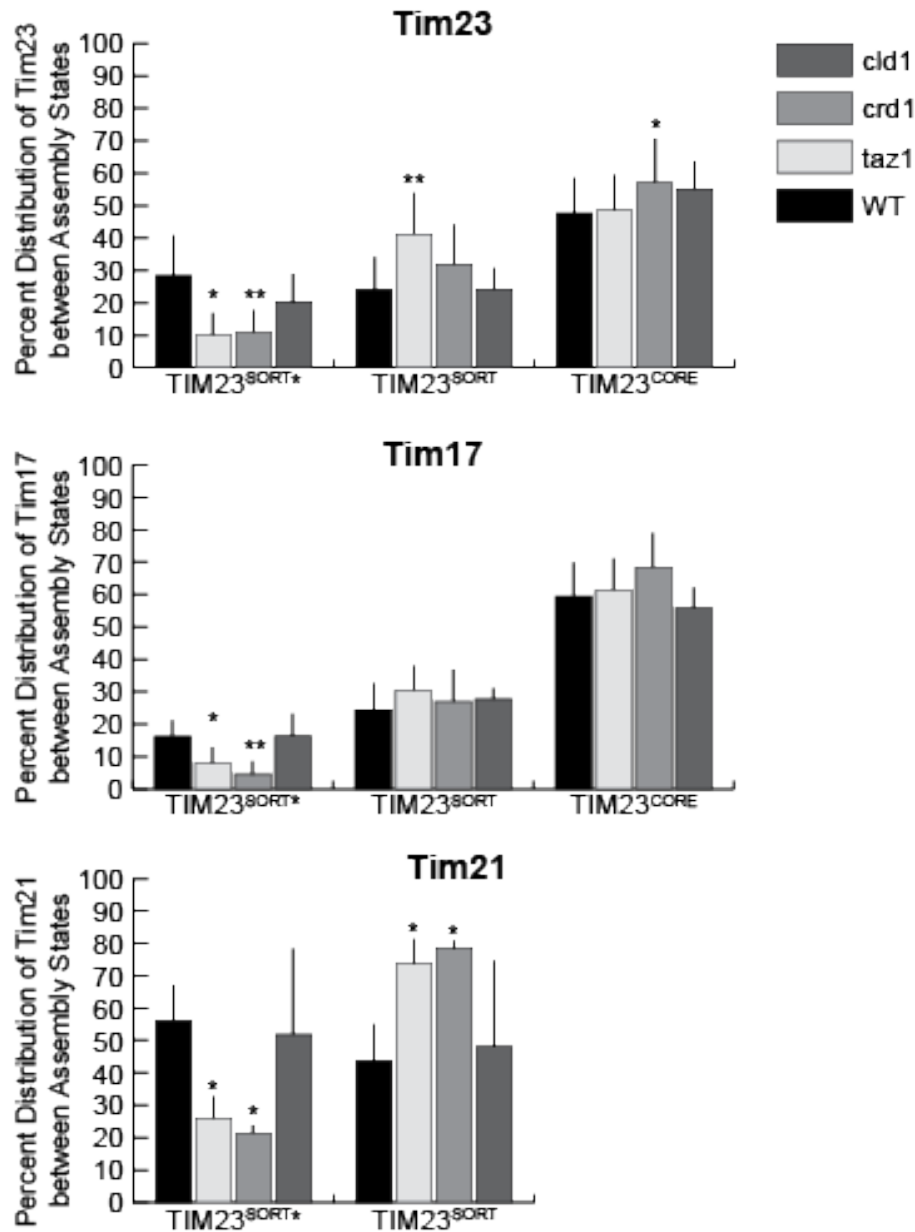 Tim23
Percent Distribution of Tim23
between Assembly States
100
90
80
70
60
50
40
30
20
10
0
* ** ** *
TIM23SORT* TIM23SORT TIM23CORE
cld1
crd1
taz1
WT
Tim17
Percent Distribution of Tim17
between Assembly States
100
90
80
70
60
50
40
30
20
10
0
* **
TIM23SORT* TIM23SORT TIM23CORE
Tim21
Percent Distribution of Tim21
between Assembly States
100
90
80
70
60
50
40
30
20
10
0
* * * *
TIM23SORT* TIM23SORT